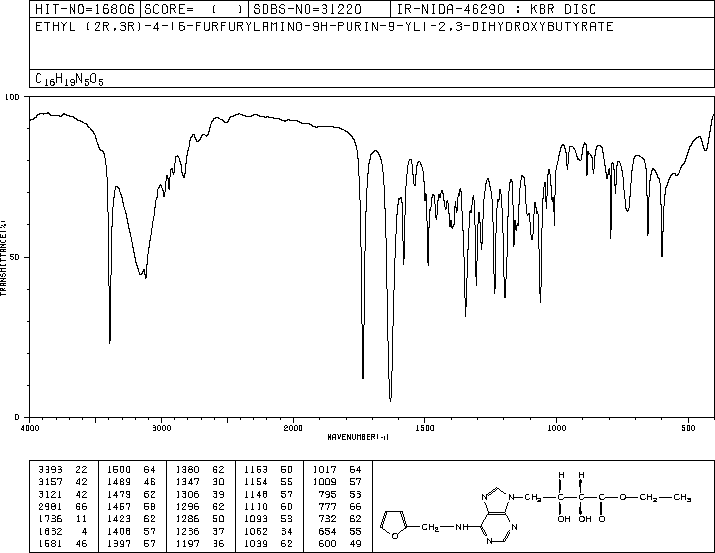 HIT-NO=16806 SCORE= ( ) SDBS-NO=31220 IR-NIDA-46290 : KBR DISC
ETHYL (2R,3R)-4-(6-FURFURYLAMINO-9H-PURIN-9-YL)-2,3-DIHYDROXYBUTYRATE
C16H19N5O5
100
50
0
TRANSMITTANCE(%)
4000 3000 2000 1500 1000 500
WAVENUMBER(-1)
3393 22 1500 64 1380 62 1163 60 1017 64
3157 42 1489 46 1347 30 1154 55 1009 57
3121 42 1479 62 1306 39 1148 57 795 53
2981 66 1457 58 1296 62 1110 60 777 66
1736 11 1423 62 1286 50 1093 53 732 62
1632 4 1408 57 1236 37 1062 34 654 55
1581 46 1397 57 1197 36 1039 62 600 49
H H
N N CH2 C C C O CH2 CH3
OH OH O
O CH2 NH N N